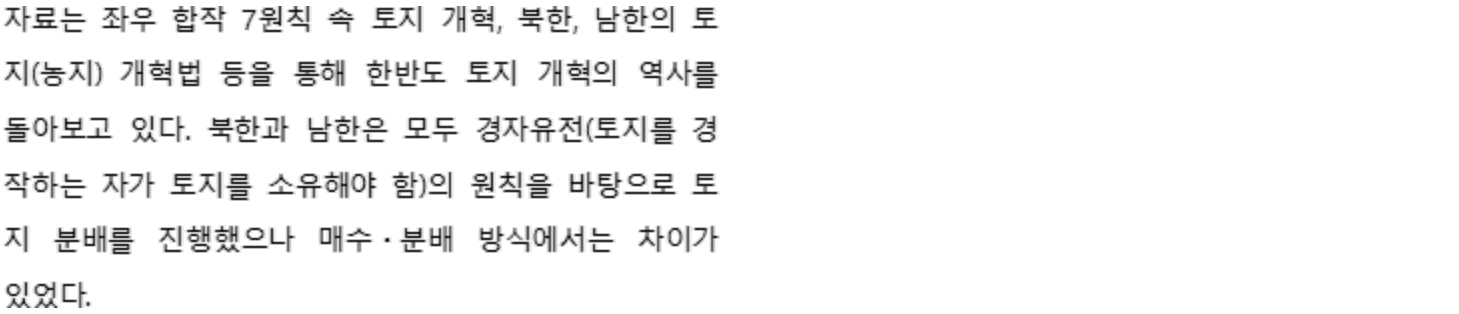 자료는 좌우 합작 7원칙 속 토지 개혁, 북한, 남한의 토
지(농지) 개혁법 등을 통해 한반도 토지 개혁의 역사를
돌아보고 있다. 북한과 남한은 모두 경자유전(토지를 경
작하는 자가 토지를 소유해야 함)의 원칙을 바탕으로 토
지 분배를 진행했으나 매수·분배 방식에서는 차이가
있었다.